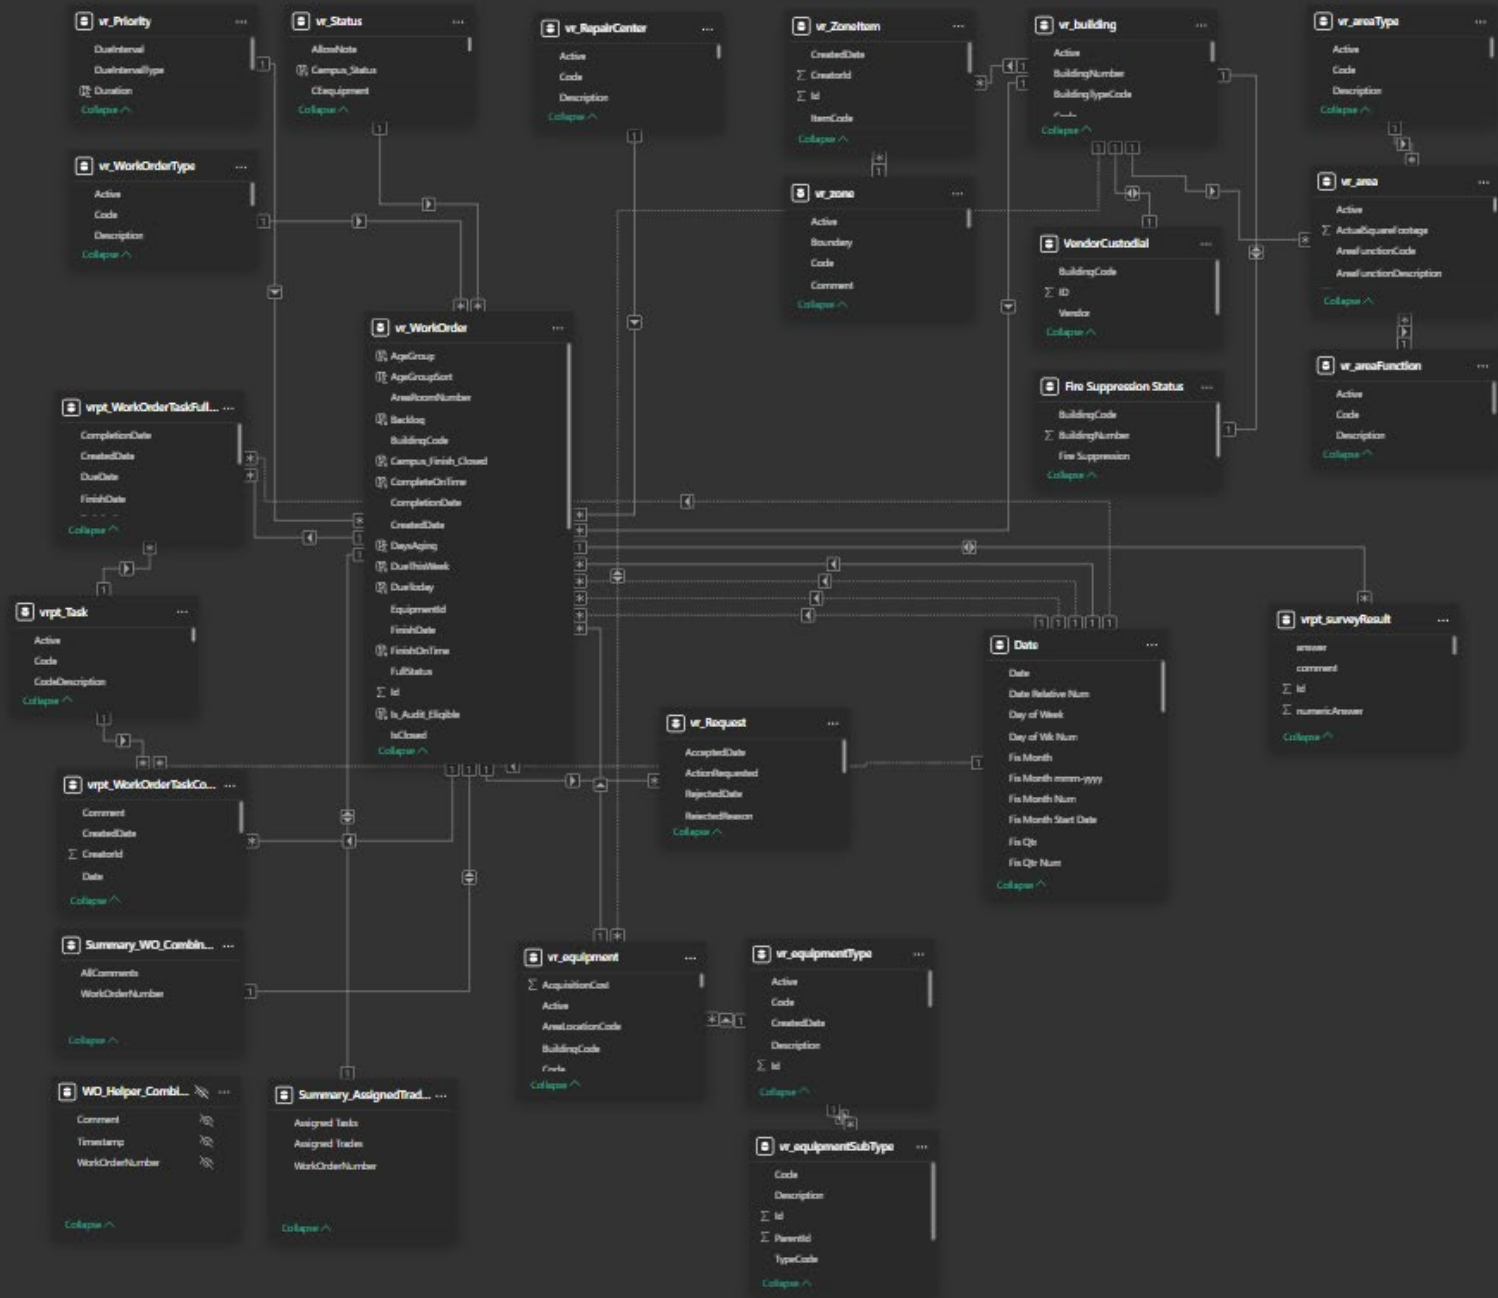 vr_Priority
DueInterval
DueIntervalType
Duration
Collapse
vr_Status
AllowNote
Campus_Status
CEequipment
Collapse
vr_RepairCenter
Active
Code
Description
Collapse
vr_ZoneItem
CreatedDate
CreatorId
Id
ItemCode
Collapse
vr_building
Active
BuildingNumber
BuildingTypeCode
Collapse
vr_areaType
Active
Code
Description
Collapse
vr_WorkOrderType
Active
Code
Description
Collapse
vr_zone
Active
Boundary
Code
Comment
Collapse
vr_area
Active
ActualSquareFootage
AreaFunctionCode
AreaFunctionDescription
Collapse
VendorCustodial
BuildingCode
ID
Vendor
Collapse
vr_WorkOrder
AgeGroup
AgeGroupSort
AreaRoomNumber
Backlog
BuildingCode
Campus_Finish_Closed
CompleteOnTime
CompletionDate
CreatedDate
DaysAging
DueThisWeek
DueToday
EquipmentId
FinishDate
FinishOnTime
FullStatus
Id
Is_Audit_Eligible
IsClosed
Collapse
Fire Suppression Status
BuildingCode
BuildingNumber
Fire Suppression
Collapse
vr_areaFunction
Active
Code
Description
Collapse
vrpt_WorkOrderTaskFull...
CompletionDate
CreatedDate
DueDate
FinishDate
Collapse
vrpt_Task
Active
Code
CodeDescription
Collapse
vrpt_surveyResult
answer
comment
Id
numericAnswer
Collapse
Date
Date
Date Relative Num
Day of Week
Day of Wk Num
Fis Month
Fis Month mmm-yyyy
Fis Month Num
Fis Month Start Date
Fis Qtr
Fis Qtr Num
Collapse
vr_Request
AcceptedDate
ActionRequested
RejectedDate
RejectedReason
Collapse
vrpt_WorkOrderTaskCo...
Comment
CreatedDate
CreatorId
Date
Collapse
Summary_WO_Combin...
AllComments
WorkOrderNumber
Collapse
vr_equipment
AcquisitionCost
Active
AreaLocationCode
BuildingCode
Code
Collapse
vr_equipmentType
Active
Code
CreatedDate
Description
Id
Collapse
WO_Helper_Combi...
Comment
Timestamp
WorkOrderNumber
Collapse
Summary_AssignedTrad...
Assigned Tasks
Assigned Trades
WorkOrderNumber
Collapse
vr_equipmentSubType
Code
Description
Id
ParentId
TypeCode
Collapse